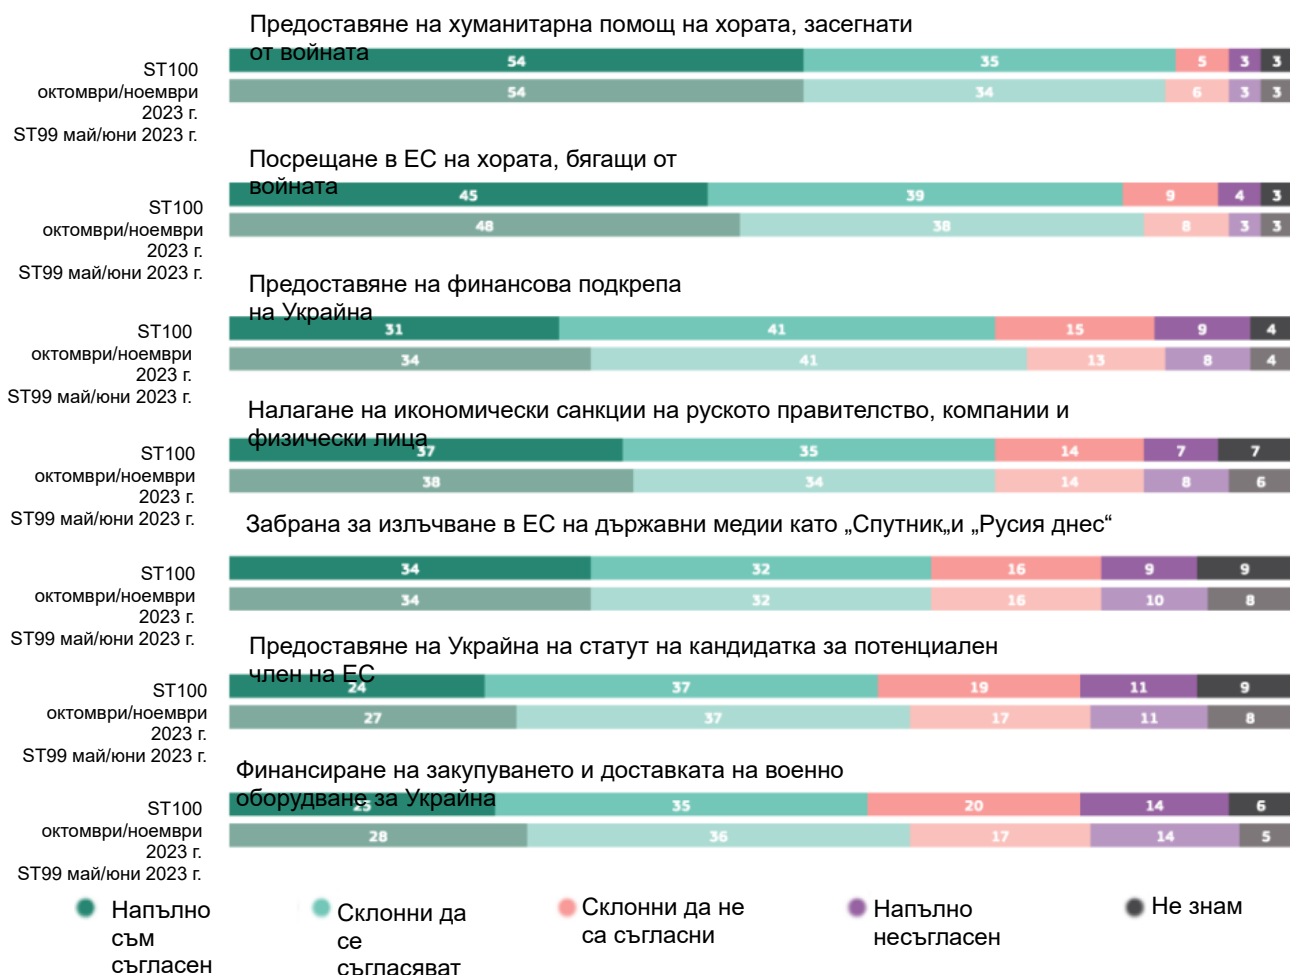 Предоставяне на хуманитарна помощ на хората, засегнати
от войната
ST100
октомври/ноември
2023 г.
ST99 май/юни 2023 г.
54 35 5 3 3
54 34 6 3 3
Посрещане в ЕС на хората, бягащи от
войната
ST100
октомври/ноември
2023 г.
ST99 май/юни 2023 г.
45 39 9 4 3
48 38 8 3 3
Предоставяне на финансова подкрепа
на Украйна
ST100
октомври/ноември
2023 г.
ST99 май/юни 2023 г.
31 41 15 9 4
34 41 13 8 4
Налагане на икономически санкции на руското правителство, компании и
физически лица
ST100
октомври/ноември
2023 г.
ST99 май/юни 2023 г.
37 35 14 7 7
38 34 14 8 6
Забрана за излъчване в ЕС на държавни медии като „Спутник„и „Русия днес“
ST100
октомври/ноември
2023 г.
ST99 май/юни 2023 г.
34 32 16 9 9
34 32 16 10 8
Предоставяне на Украйна на статут на кандидатка за потенциален
член на ЕС
ST100
октомври/ноември
2023 г.
ST99 май/юни 2023 г.
24 37 19 11 9
27 37 17 11 8
Финансиране на закупуването и доставката на военно
оборудване за Украйна
ST100
октомври/ноември
2023 г.
ST99 май/юни 2023 г.
25 35 20 14 6
28 36 17 14 5
Напълно
съм
съгласен
Склонни да
се
съгласяват
Склонни да не
са съгласни
Напълно
несъгласен
Не знам